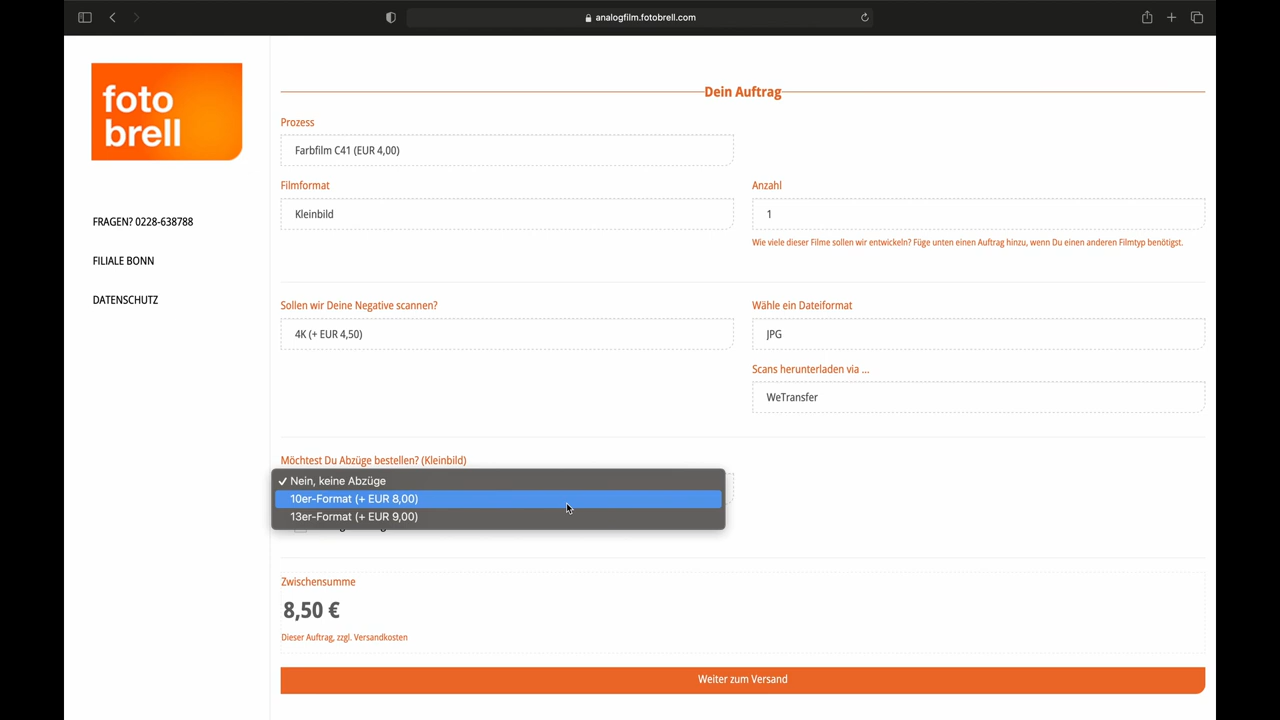 analogfilm.fotobrell.com
foto
brell
FRAGEN? 0228-638788
FILIALE BONN
DATENSCHUTZ
Dein Auftrag
Prozess
Farbfilm C41 (EUR 4,00)
Filmformat
Kleinbild
Anzahl
1
Wie viele dieser Filme sollen wir entwickeln? Füge unten einen Auftrag hinzu, wenn Du einen anderen Filmtyp benötigst.
Sollen wir Deine Negative scannen?
4K (+ EUR 4,50)
Wähle ein Dateiformat
JPG
Scans herunterladen via ...
WeTransfer
Möchtest Du Abzüge bestellen? (Kleinbild)
✓ Nein, keine Abzüge
10er-Format (+ EUR 8,00)
13er-Format (+ EUR 9,00)
Zwischensumme
8,50 €
Dieser Auftrag, zzgl. Versandkosten
Weiter zum Versand